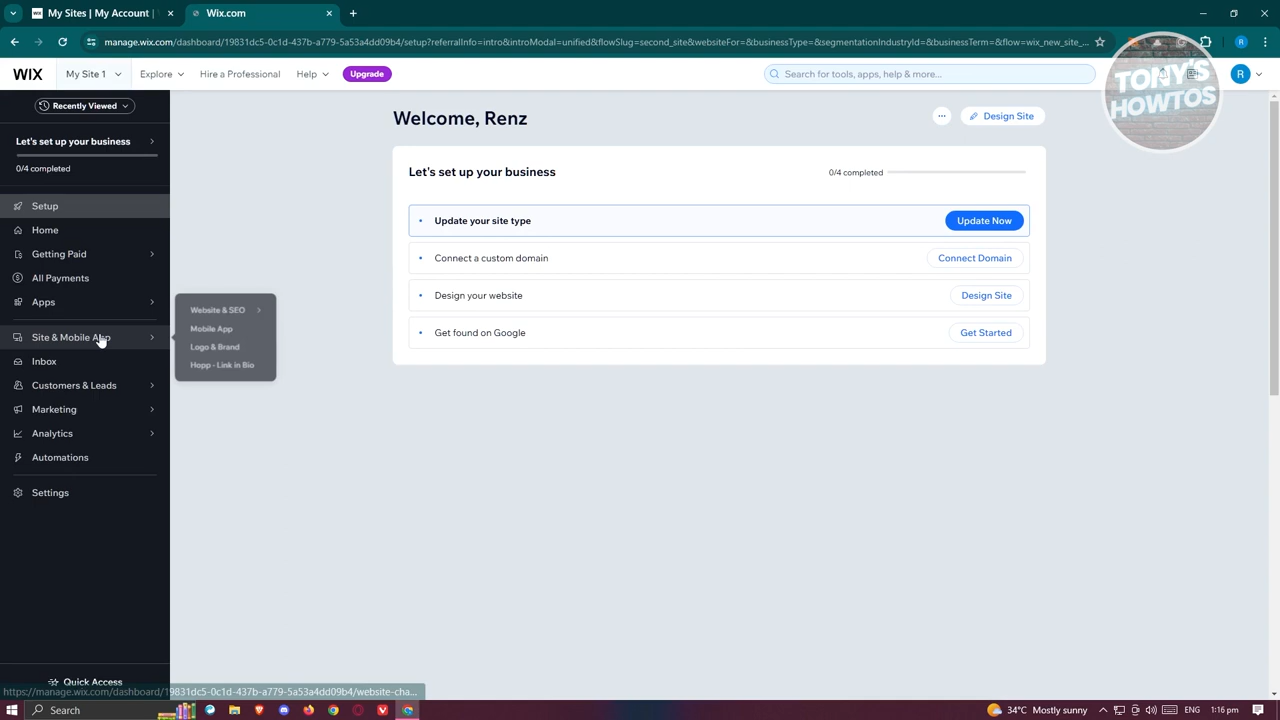 My Sites | My Account |
Wix.com
manage.wix.com/dashboard/19831dc5-0c1d-437b-a779-5a53a4dd09b4/setup?referralInfo=intro&introModal=unified&flowSlug=second_site&websiteFor=&businessType=&segmentationIndustryId=&businessTerm=&flow=wix_new_site_...
R
WIX
My Site 1
Explore
Hire a Professional
Help
Upgrade
Search for tools, apps, help & more...
R
TONY'S
HOWTOS
Recently Viewed
Let's set up your business
0/4 completed
Setup
Home
Getting Paid
All Payments
Apps
Site & Mobile App
Inbox
Customers & Leads
Marketing
Analytics
Automations
Settings
Quick Access
Website & SEO
Mobile App
Logo & Brand
Hopp - Link in Bio
Welcome, Renz
Design Site
Let's set up your business
0/4 completed
Update your site type
Update Now
Connect a custom domain
Connect Domain
Design your website
Design Site
Get found on Google
Get Started
https://manage.wix.com/dashboard/19831dc5-0c1d-437b-a779-5a53a4dd09b4/website-cha...
Search
34°C Mostly sunny
ENG
1:16 pm